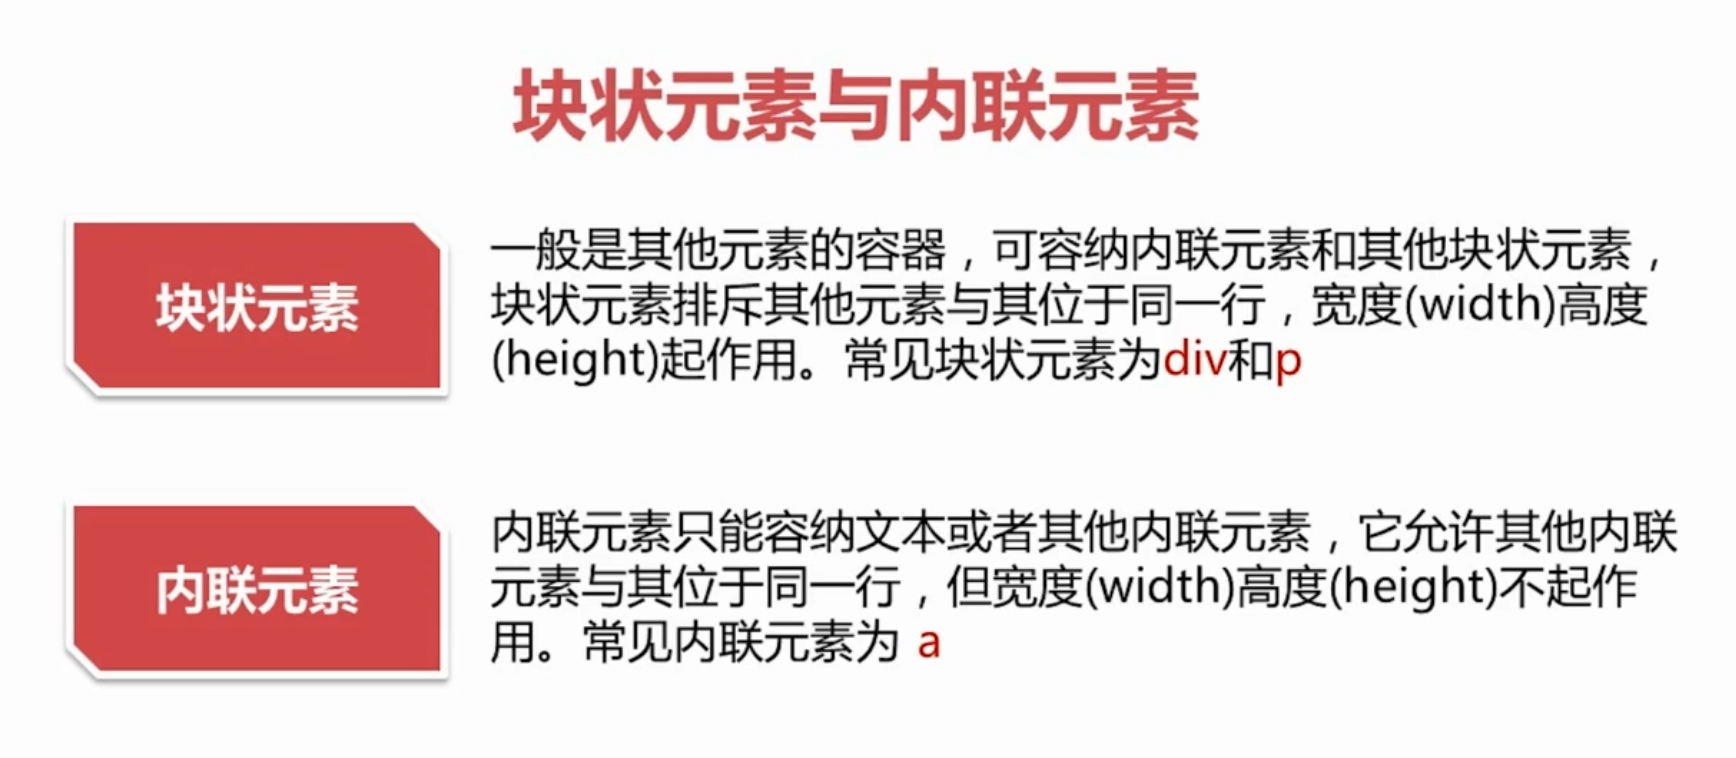 块状元素与内联元素
块状元素
一般是其他元素的容器，可容纳内联元素和其他块状元素，
块状元素排斥其他元素与其位于同一行，宽度(width)高度
(height)起作用。常见块状元素为div和p
内联元素
内联元素只能容纳文本或者其他内联元素，它允许其他内联
元素与其位于同一行，但宽度(width)高度(height)不起作
用。常见内联元素为 a